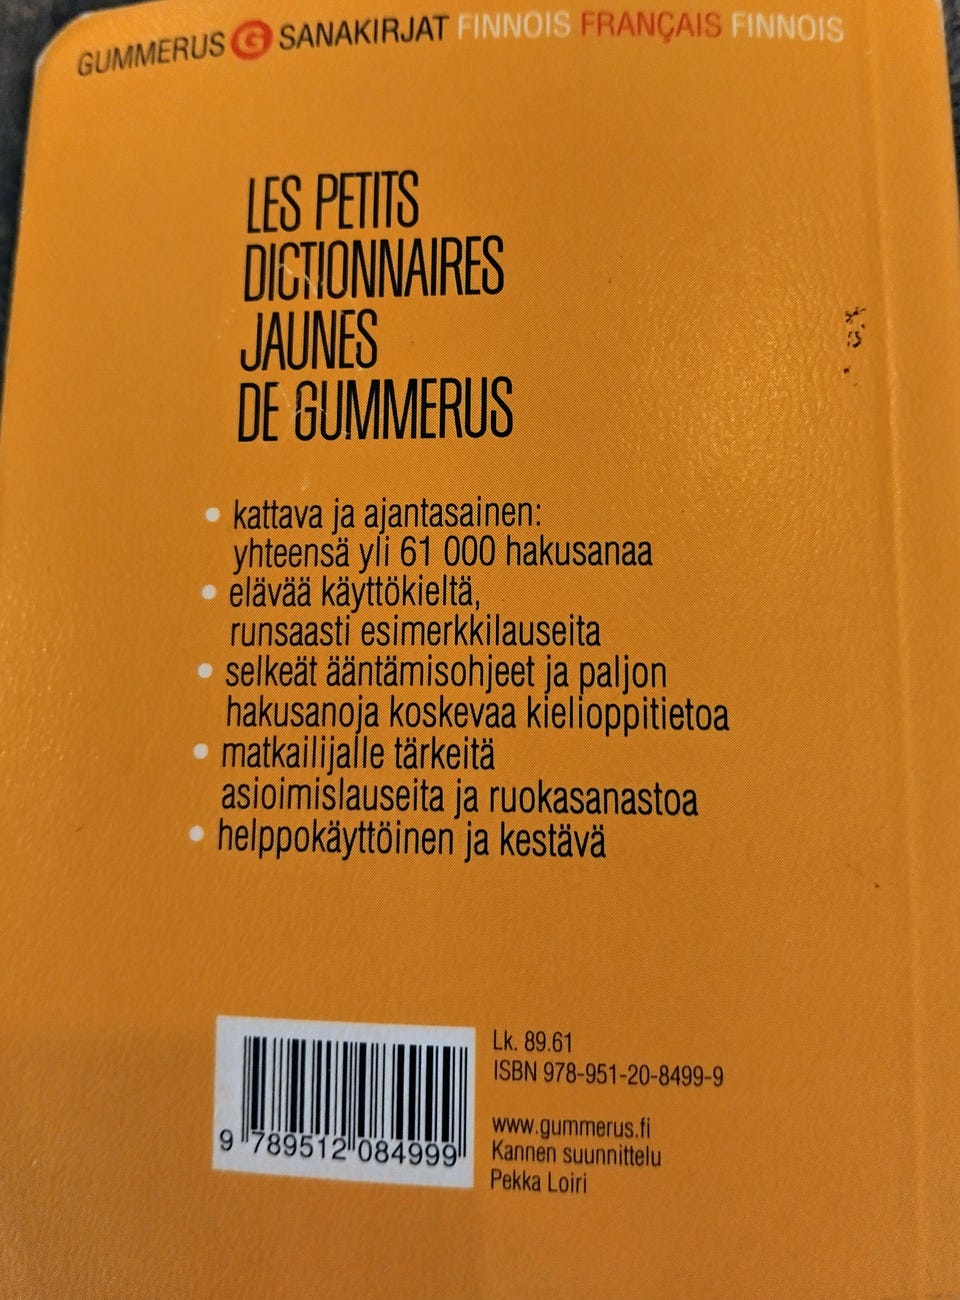 GUMMERUS G SANAKIRJAT FINNOIS FRANÇAIS FINNOIS
LES PETITS
DICTIONNAIRES
JAUNES
DE GUMMERUS
• kattava ja ajantasainen:
yhteensä yli 61 000 hakusanaa
• elävää käyttökieltä,
runsaasti esimerkkilauseita
• selkeät ääntämisohjeet ja paljon
hakusanoja koskevaa kielioppitietoa
• matkailijalle tärkeitä
asioimislauseita ja ruokasanastoa
• helppokäyttöinen ja kestävä
Lk. 89.61
ISBN 978-951-20-8499-9
www.gummerus.fi
Kannen suunnittelu
Pekka Loiri
9 789512 084999